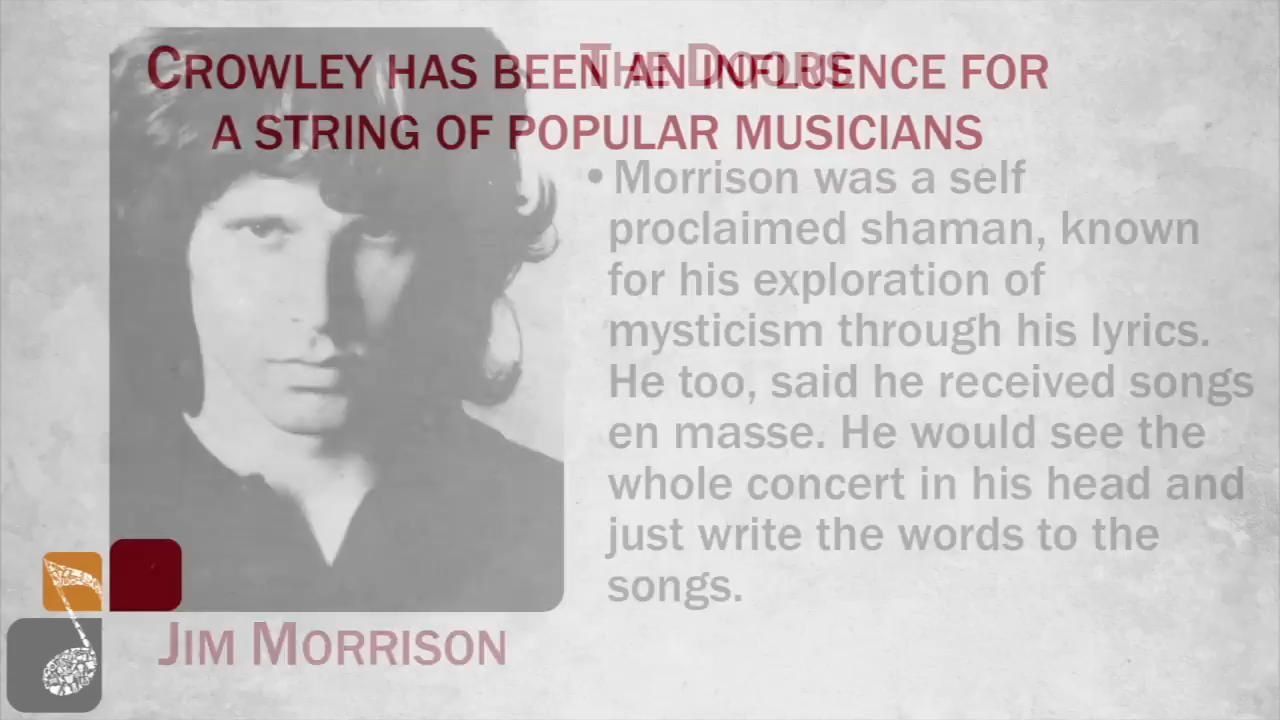 CROWLEY HAS BEEN AN INFLUENCE FOR
A STRING OF POPULAR MUSICIANS
THE DOORS
• Morrison was a self
proclaimed shaman, known
for his exploration of
mysticism through his lyrics.
He too, said he received songs
en masse. He would see the
whole concert in his head and
just write the words to the
songs.
JIM MORRISON